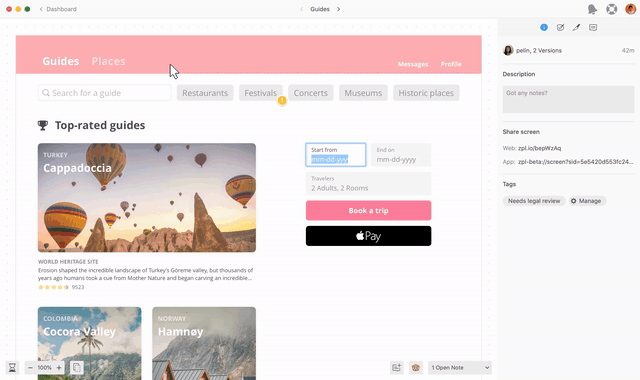 Dashboard
Guides
Guides Places
Messages Profile
pelin, 2 Versions 42m
Search for a guide
Restaurants
Festivals
Concerts
Museums
Historic places
Description
Got any notes?
Top-rated guides
Share screen
Web: zpl.io/bepWzAq
App: zpl-beta://screen?sid=5e5420d553fc24...
Tags
Needs legal review
Manage
TURKEY
Cappadoccia
Start from
mm-dd-yyy
End on
mm-dd-yyyy
Travelers
2 Adults, 2 Rooms
Book a trip
Pay
WORLD HERITAGE SITE
Erosion shaped the incredible landscape of Turkey's Göreme valley, but thousands of
years ago humans took a cue from Mother Nature and began carving an incredible...
9523
COLOMBIA
Cocora Valley
NORWAY
Hamnøy
100%
1 Open Note